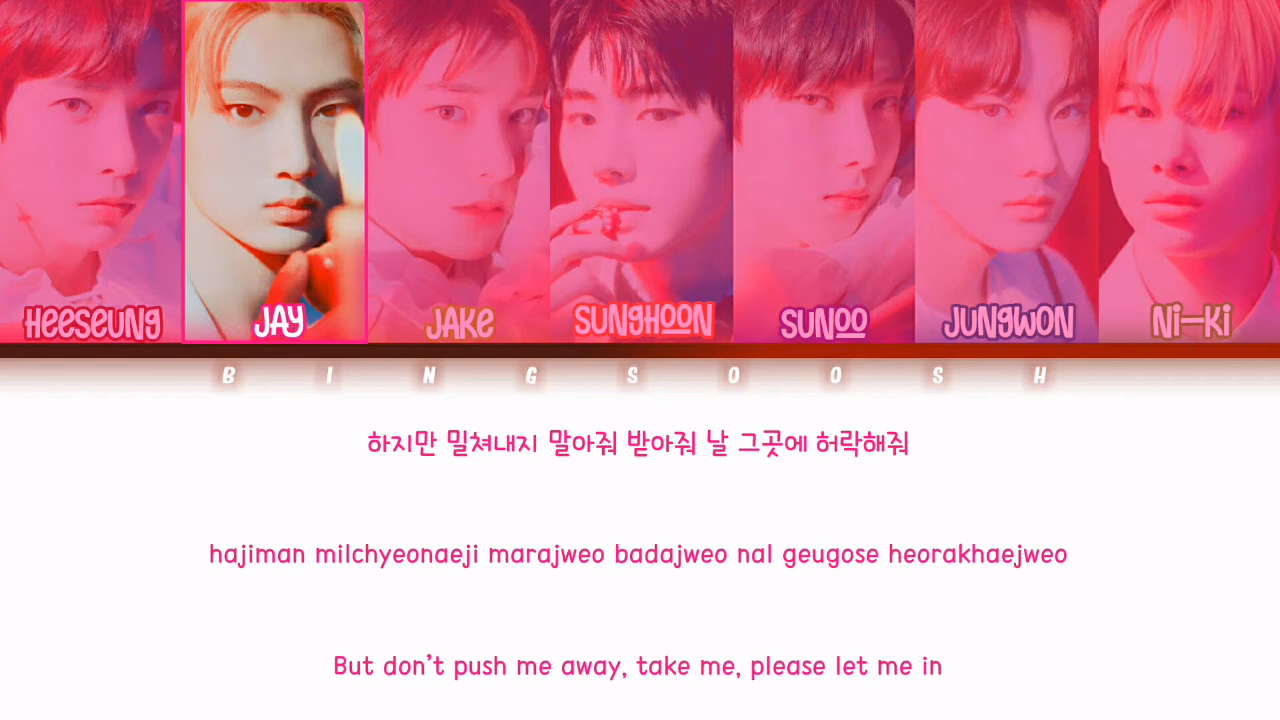 HEESEUNG JAY JAKE SUNGHOON SUNOO JUNGWON Ni-Ki
B I N G S O O S H
하지만 밀쳐내지 말아줘 받아줘 날 그곳에 허락해줘
hajiman milchyeonaeji marajweo badajweo nal geugose heorakhaejweo
But don't push me away, take me, please let me in